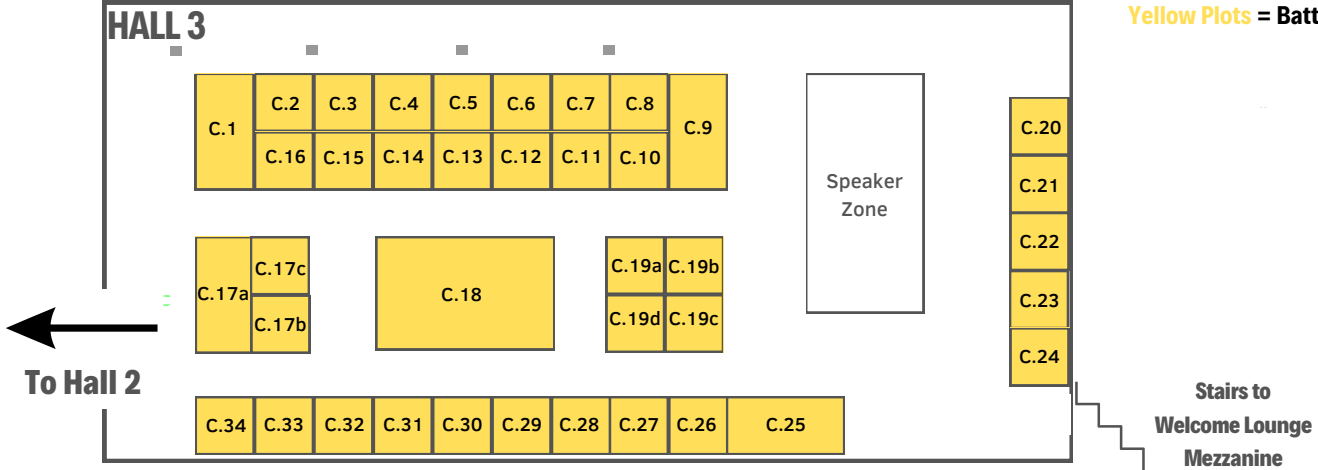 HALL 3
Yellow Plots = Batt
C.1
C.2
C.3
C.4
C.5
C.6
C.7
C.8
C.9
C.16
C.15
C.14
C.13
C.12
C.11
C.10
Speaker
Zone
C.20
C.21
C.22
C.23
C.24
C.17a
C.17c
C.17b
C.18
C.19a
C.19b
C.19d
C.19c
To Hall 2
C.34
C.33
C.32
C.31
C.30
C.29
C.28
C.27
C.26
C.25
Stairs to
Welcome Lounge
Mezzanine